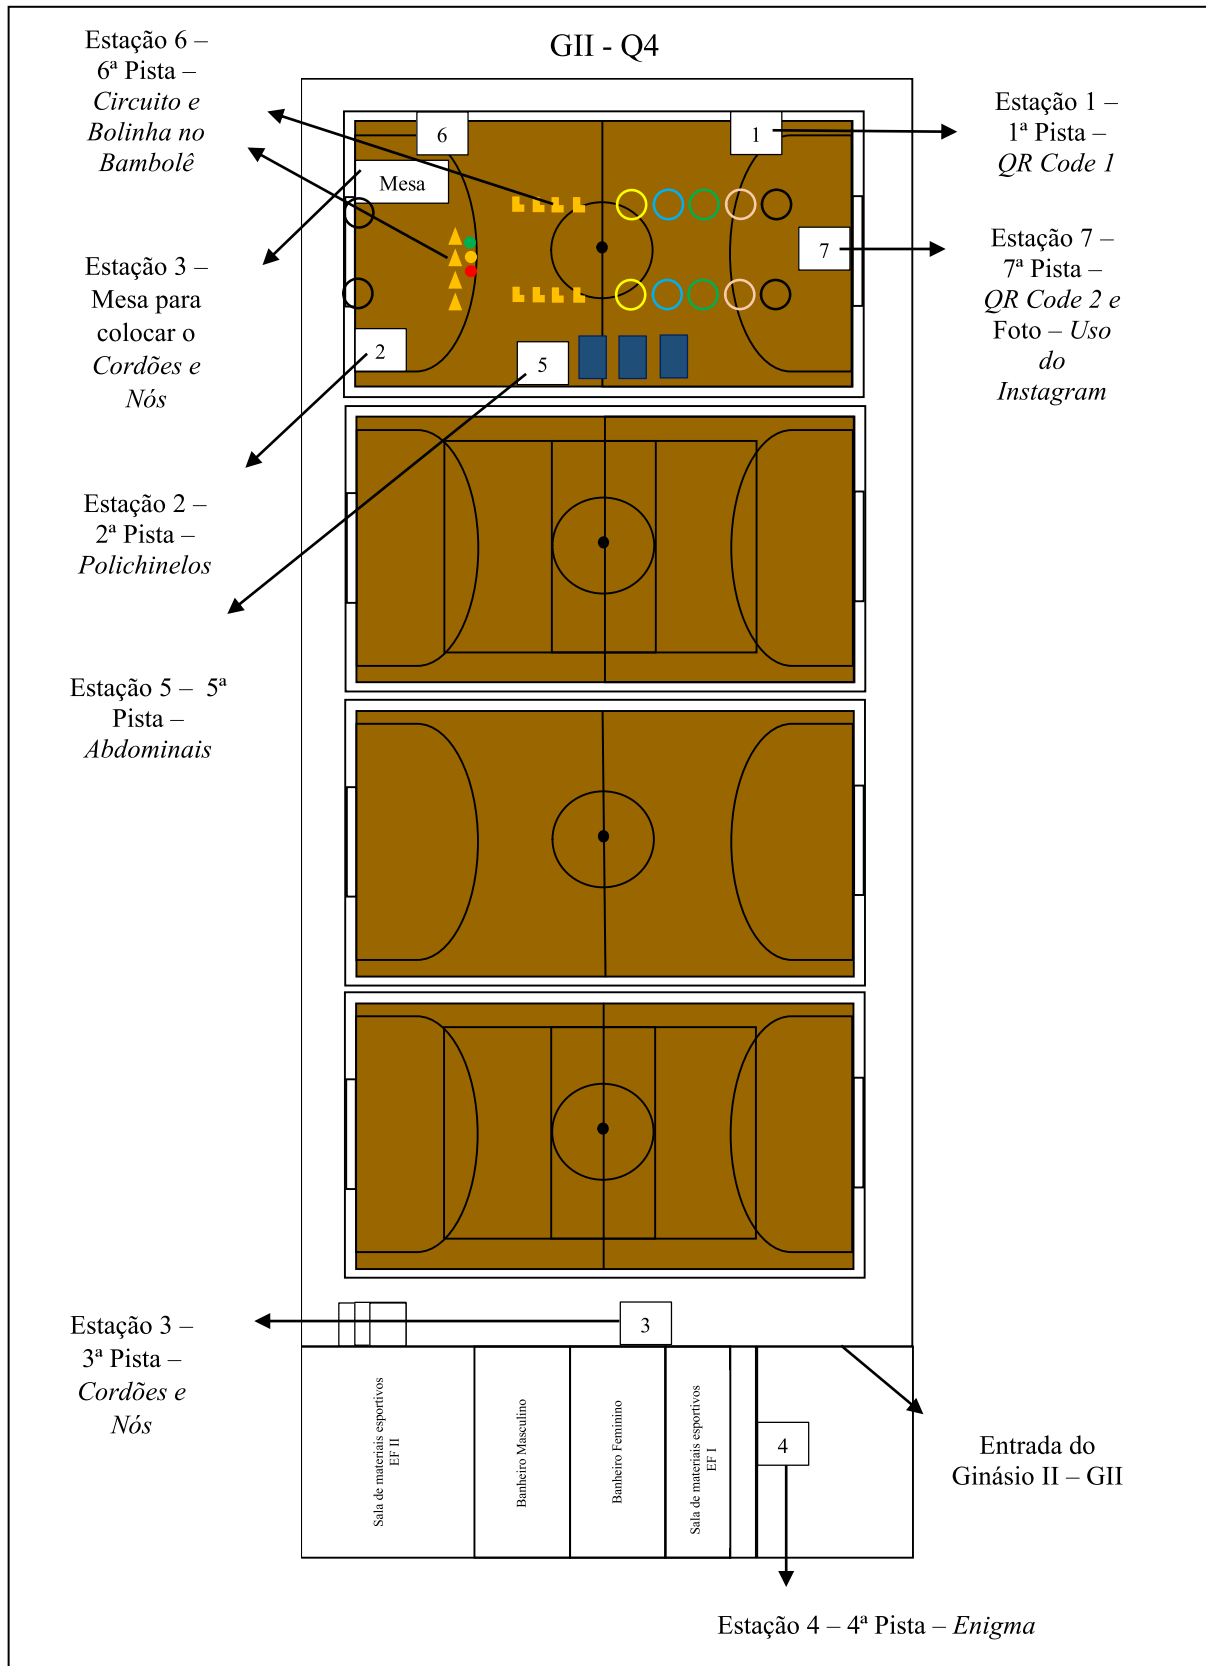 GII - Q4
Estação 6 –
6ª Pista –
Circuito e
Bolinha no
Bambolê
Estação 3 –
Mesa para
colocar o
Cordões e
Nós
Estação 2 –
2ª Pista –
Polichinelos
Estação 5 –  5ª
Pista –
Abdominais
Estação 3 –
3ª Pista –
Cordões e
Nós
6
1
Mesa
7
2
5
3
4
Estação 1 –
1ª Pista –
QR Code 1
Estação 7 –
7ª Pista –
QR Code 2 e
Foto – Uso
do
Instagram
Sala de materiais esportivos
EF II
Banheiro Masculino
Banheiro Feminino
Sala de materiais esportivos
EF I
Entrada do
Ginásio II – GII
Estação 4 – 4ª Pista – Enigma